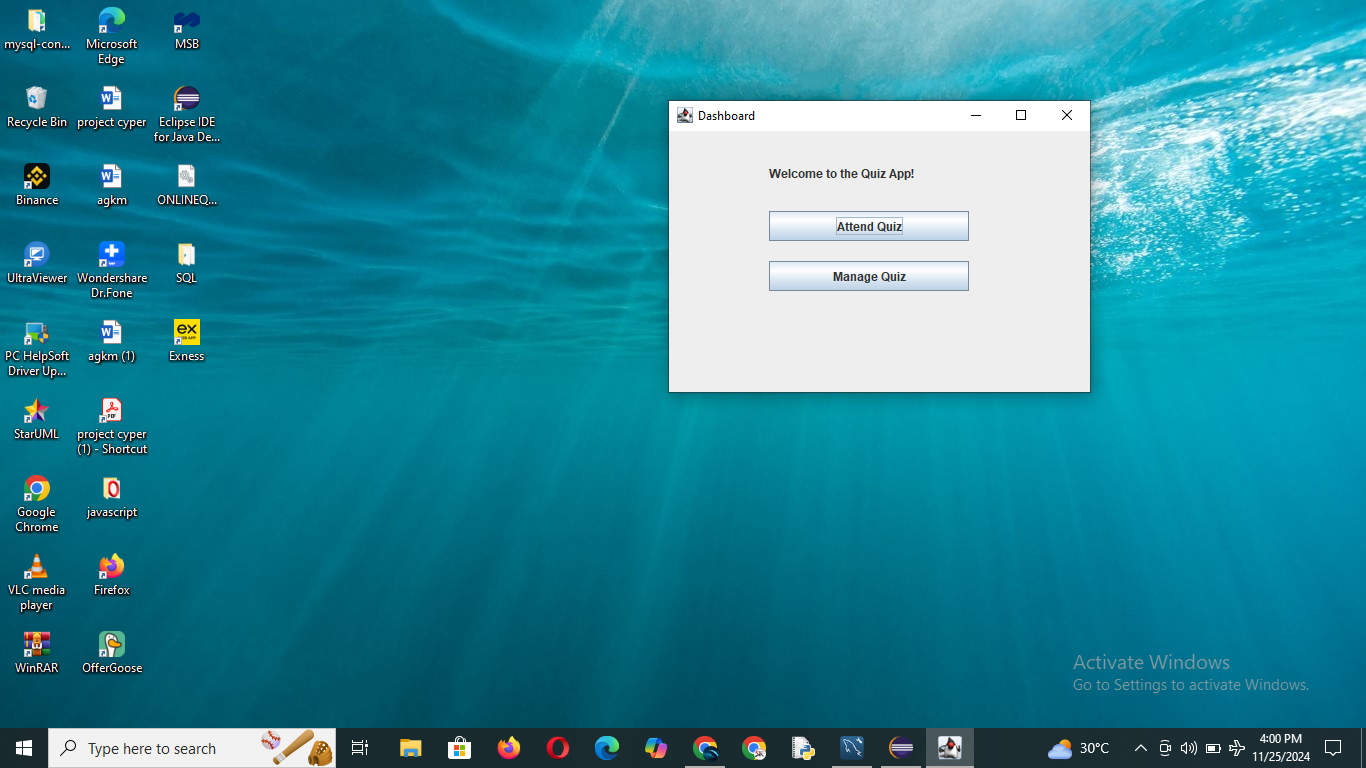 mysql-con...
Microsoft
Edge
MSB
Recycle Bin
project cyper
Eclipse IDE
for Java De...
Binance
agkm
ONLINEQ...
UltraViewer
Wondershare
Dr.Fone
SQL
PC HelpSoft
Driver Up...
agkm (1)
ex
Exness
StarUML
project cyper
(1) - Shortcut
Google
Chrome
javascript
VLC media
player
Firefox
WinRAR
OfferGoose
Dashboard
Welcome to the Quiz App!
Attend Quiz
Manage Quiz
Activate Windows
Go to Settings to activate Windows.
Type here to search
30°C
4:00 PM
11/25/2024